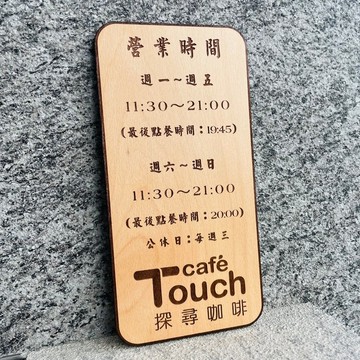 營業時間
週一～週五
11:30～21:00
(最後點餐時間：19:45)
週六～週日
11:30～21:00
(最後點餐時間：20:00)
公休日：每週三
café
Touch
探尋咖啡